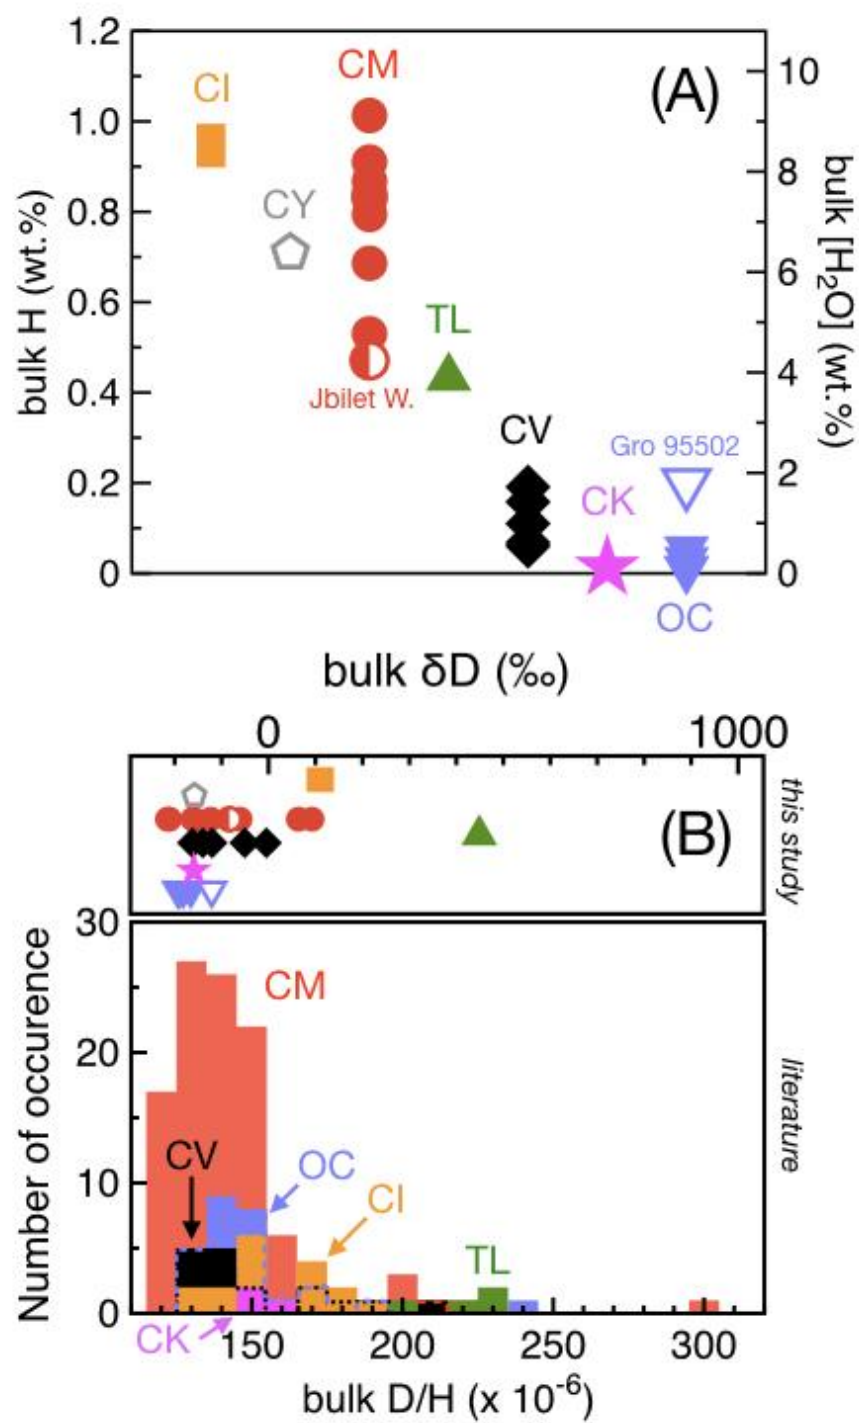 1.2
1.0
0.8
0.6
0.4
0.2
0
bulk H (wt.%)
CI
CM
(A)
CY
TL
Jbilet W.
CV
Gro 95502
CK
OC
10
8
6
4
2
0
bulk [H₂O] (wt.%)
bulk δD (‰)
0 1000
(B)
this study
30
20
10
0
Number of occurence
CM
CV
OC
CI
TL
CK
literature
150 200 250 300
bulk D/H (x 10⁻⁶)